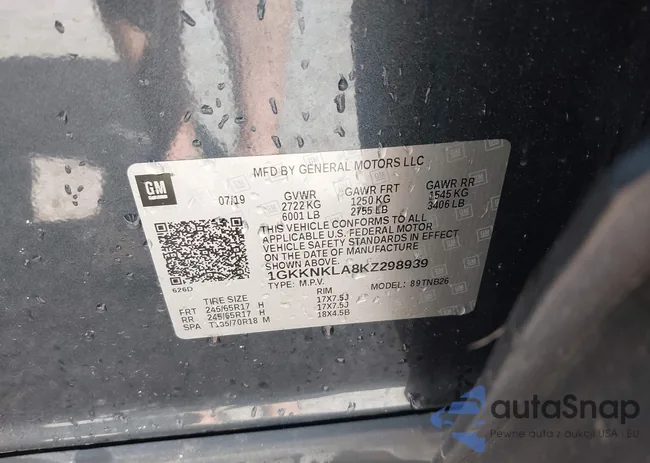 MFD BY GENERAL MOTORS LLC
GM
07/19
GVWR GAWR FRT GAWR RR
2722 KG 1250 KG 1545 KG
6001 LB 2755 LB 3406 LB
THIS VEHICLE CONFORMS TO ALL
APPLICABLE U.S. FEDERAL MOTOR
VEHICLE SAFETY STANDARDS IN EFFECT
ON THE DATE OF MANUFACTURE
1GKKNKLA8KZ298939
626D
TYPE: M.P.V. MODEL: 89TNB26
TIRE SIZE RIM
FRT 245/65R17 H 17X7.5J
RR 245/65R17 H 17X7.5J
SPA T135/70R18 M 18X4.5B
autaSnap
Pewne auta z aukcji USA - EU